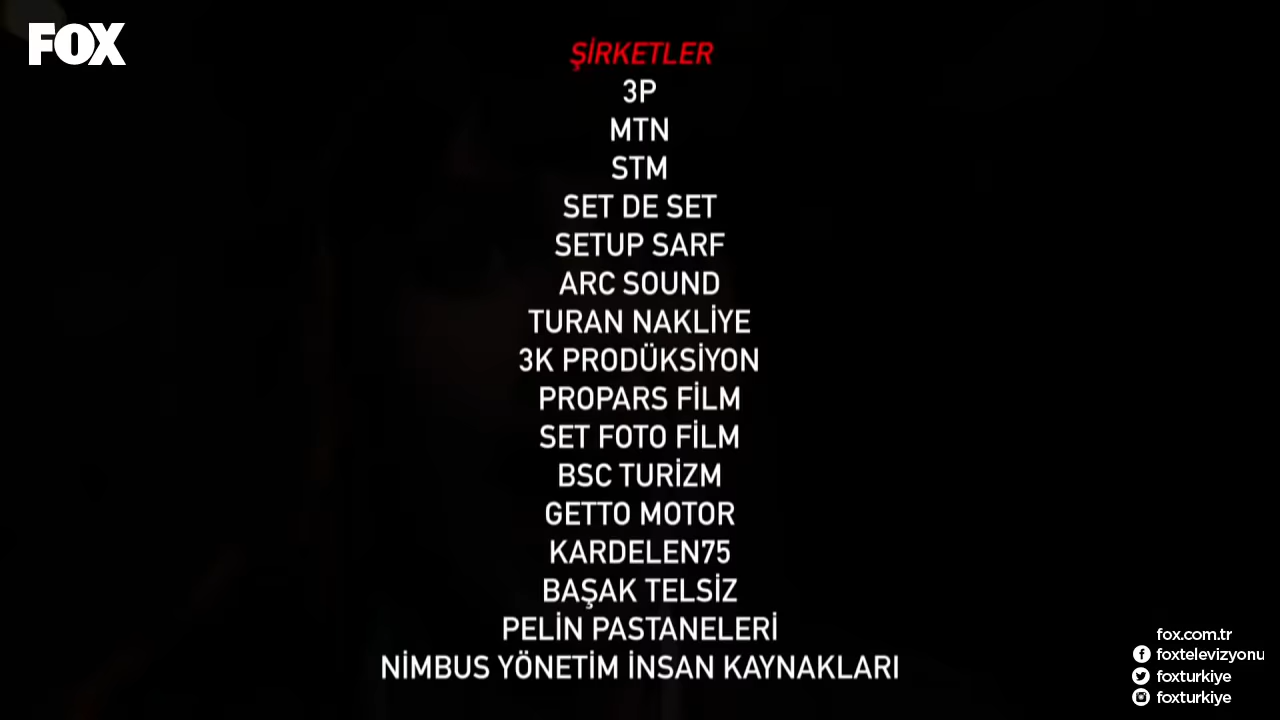 FOX
ŞİRKETLER
3P
MTN
STM
SET DE SET
SETUP SARF
ARC SOUND
TURAN NAKLİYE
3K PRODÜKSİYON
PROPARS FİLM
SET FOTO FİLM
BSC TURİZM
GETTO MOTOR
KARDELEN75
BAŞAK TELSİZ
PELİN PASTANELERİ
NİMBUS YÖNETİM İNSAN KAYNAKLARI
fox.com.tr
foxtelevizyonu
foxturkiye
foxturkiye